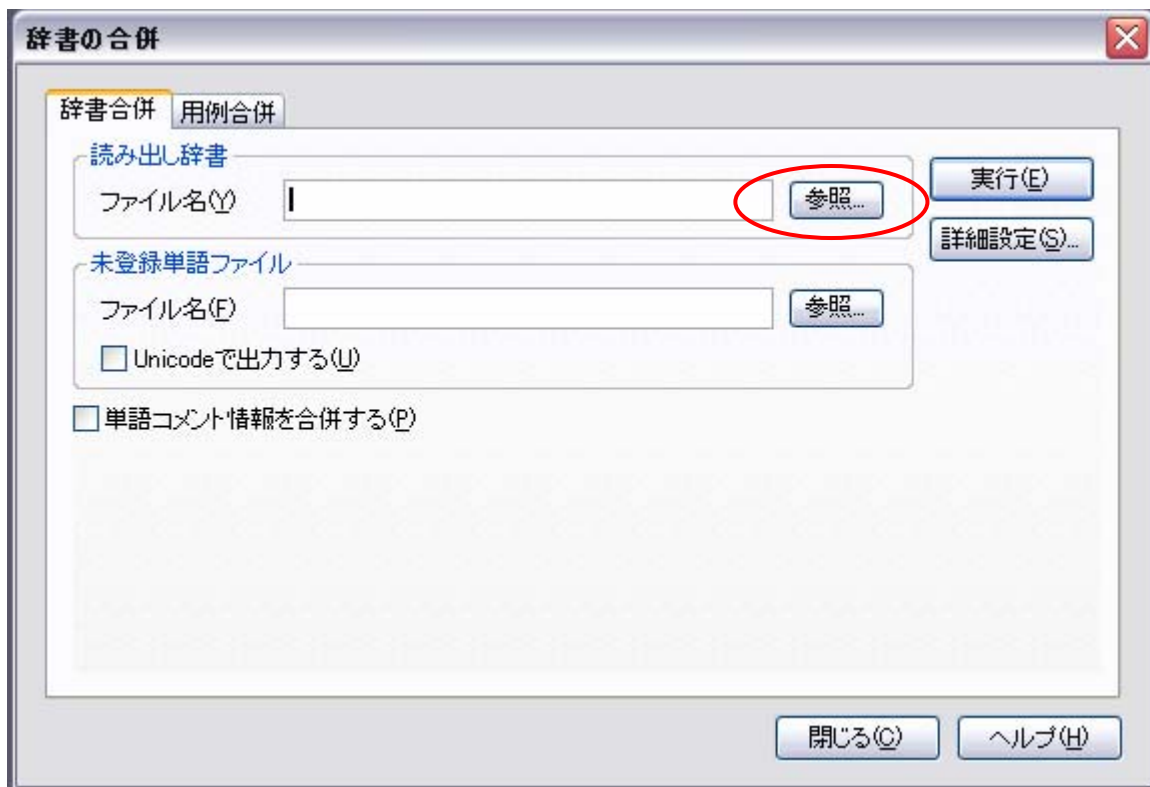 辞書の合併
辞書合併 用例合併
読み出し辞書
ファイル名(Y) 参照...
実行(E)
詳細設定(S)...
未登録単語ファイル
ファイル名(F) 参照...
Unicodeで出力する(U)
単語コメント情報を合併する(P)
閉じる(C) ヘルプ(H)